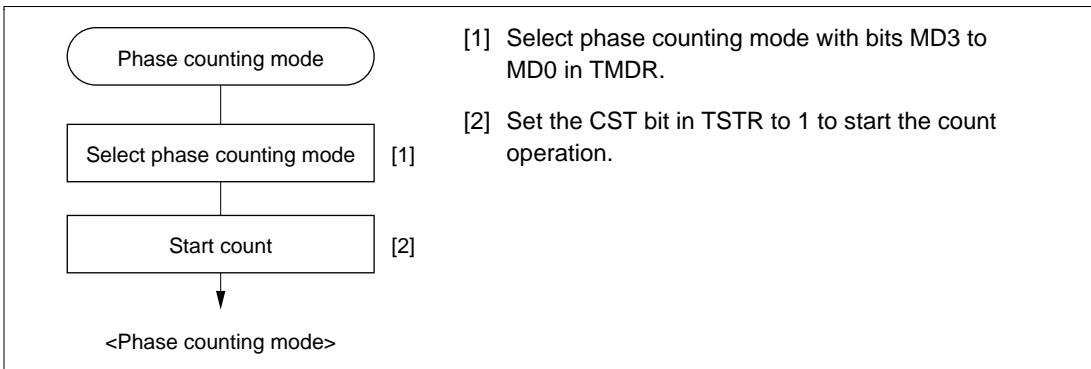 Phase counting mode
Select phase counting mode [1]
Start count [2]
<Phase counting mode>
[1] Select phase counting mode with bits MD3 to
MD0 in TMDR.
[2] Set the CST bit in TSTR to 1 to start the count
operation.